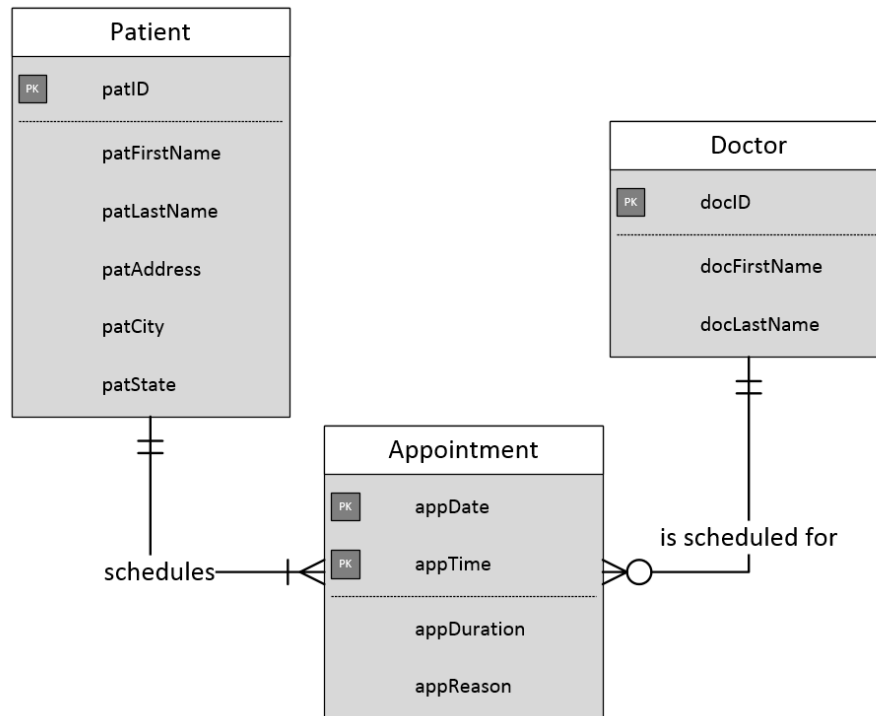 Patient
PK patID
patFirstName
patLastName
patAddress
patCity
patState
Doctor
PK docID
docFirstName
docLastName
Appointment
PK appDate
PK appTime
appDuration
appReason
schedules
is scheduled for